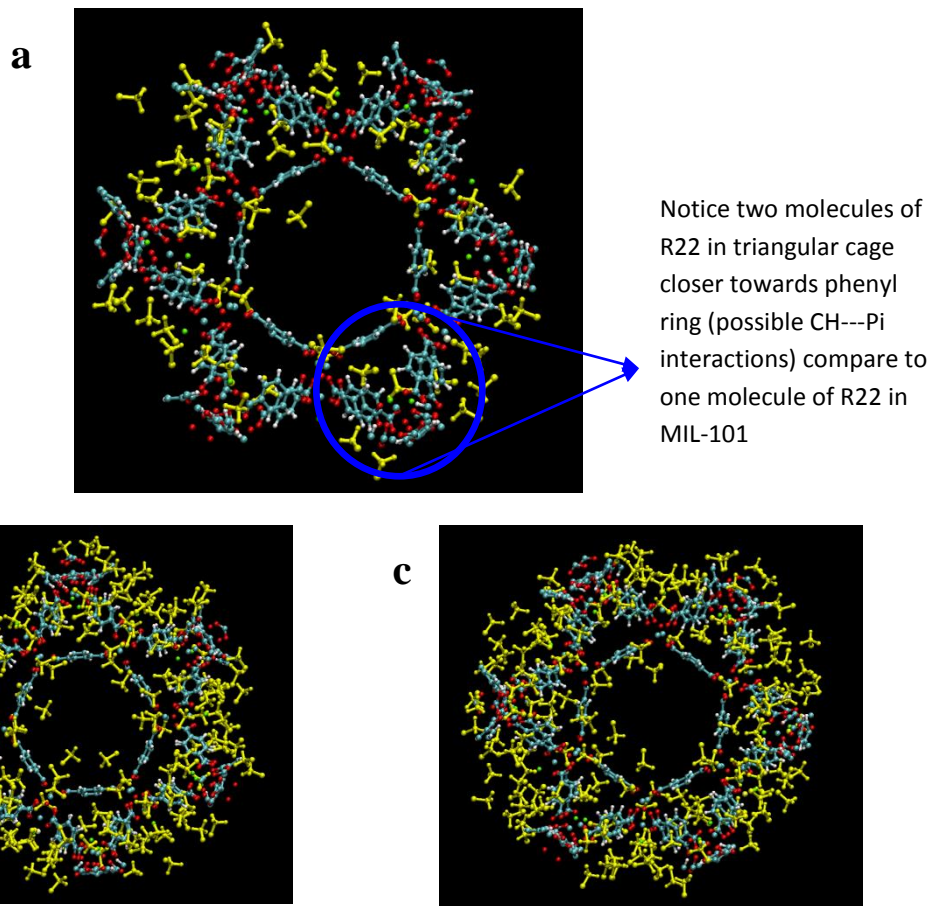 a
Notice two molecules of
R22 in triangular cage
closer towards phenyl
ring (possible CH---Pi
interactions) compare to
one molecule of R22 in
MIL-101
c